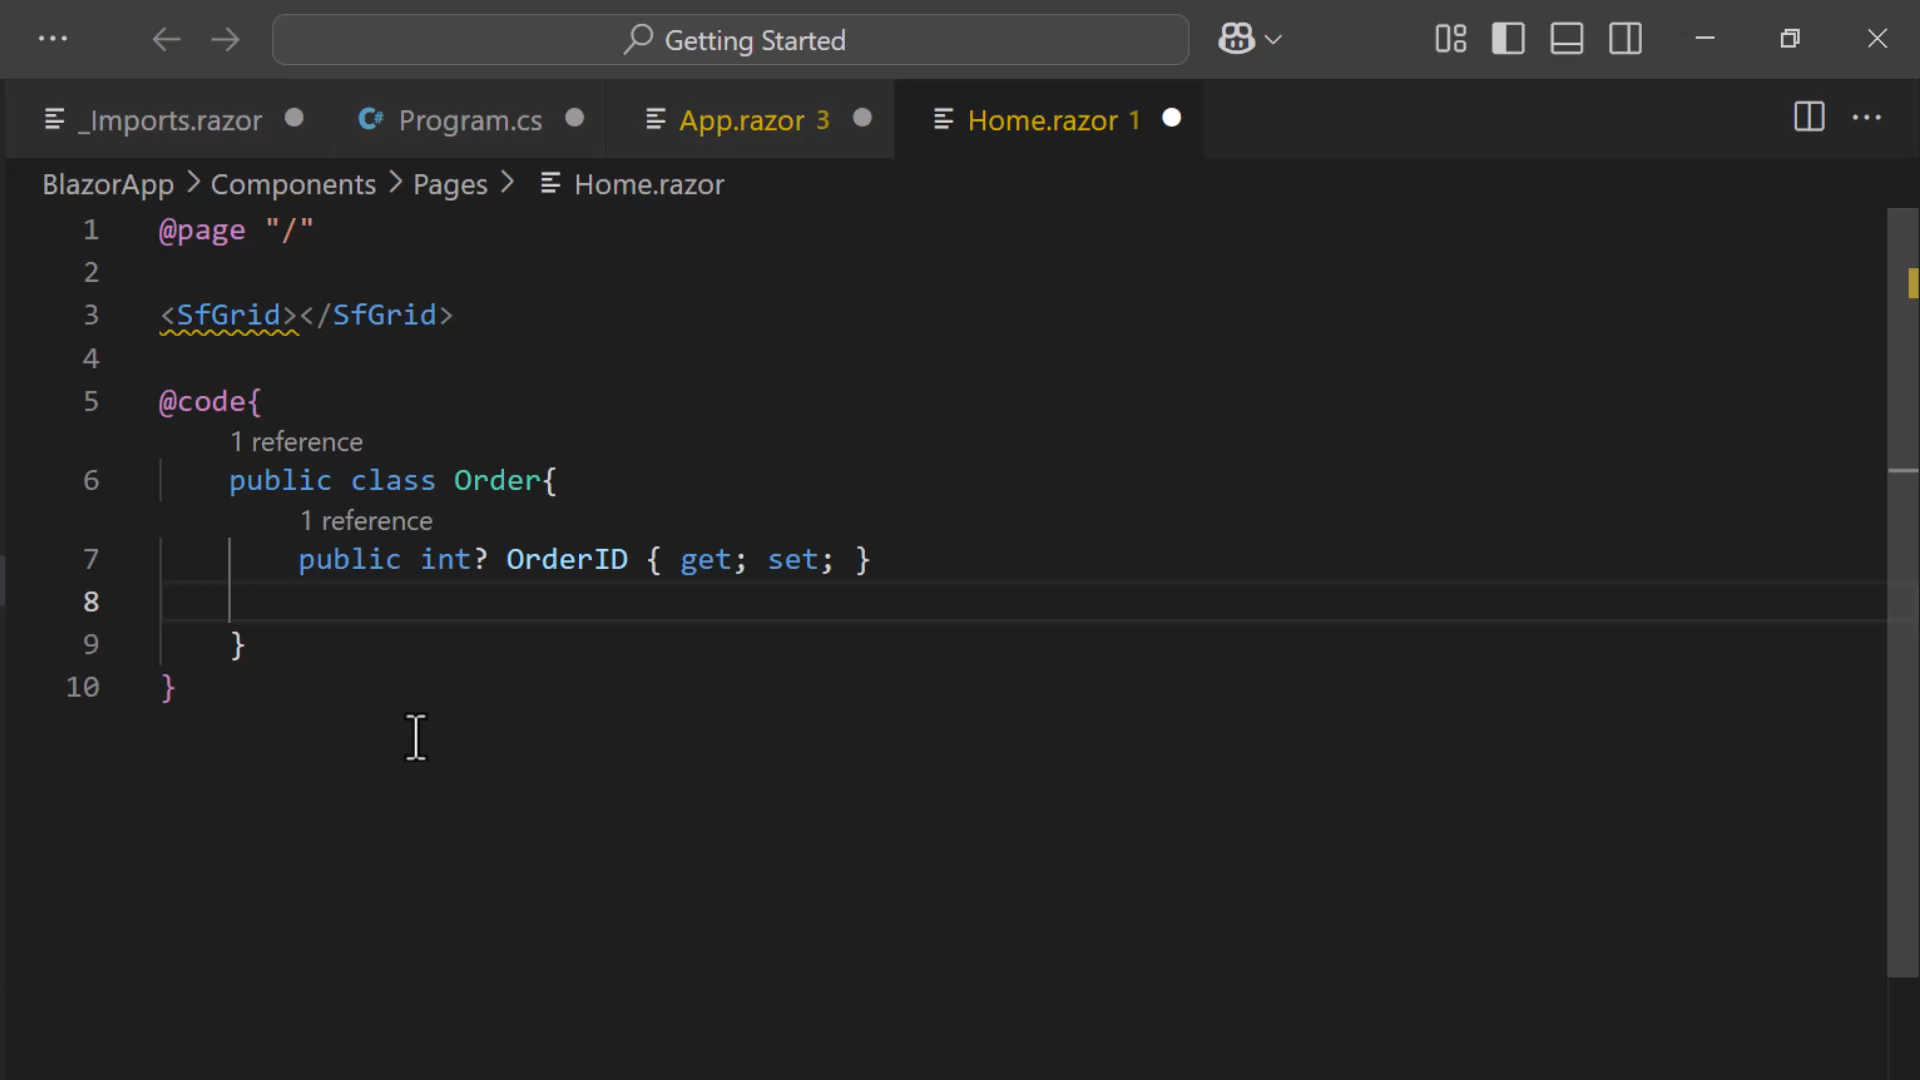 Getting Started
_Imports.razor C# Program.cs App.razor 3 Home.razor 1
BlazorApp > Components > Pages > Home.razor
1 @page "/"
2
3 <SfGrid></SfGrid>
4
5 @code{
1 reference
6 public class Order{
1 reference
7 public int? OrderID { get; set; }
8
9 }
10 }